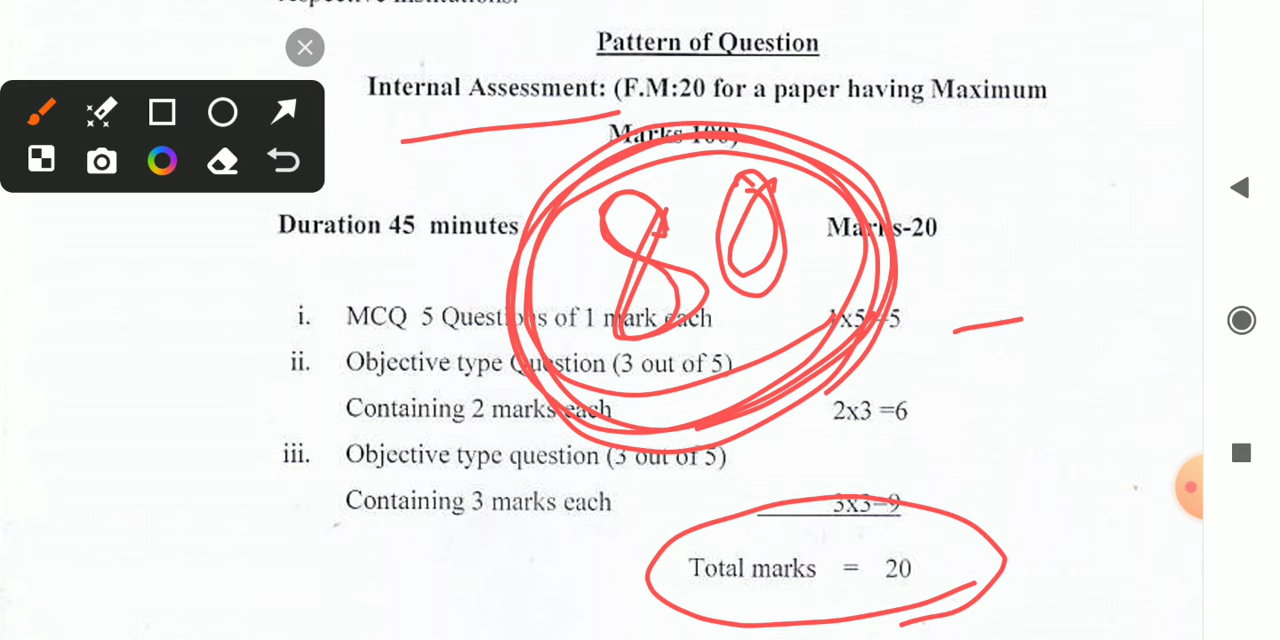 respective institutions.
Pattern of Question
Internal Assessment: (F.M:20 for a paper having Maximum
Marks 100)
80
Duration 45 minutes Marks-20
i. MCQ 5 Questions of 1 mark each 1x5=5
ii. Objective type Question (3 out of 5)
Containing 2 marks each 2x3 =6
iii. Objective type question (3 out of 5)
Containing 3 marks each 3x3=9
Total marks = 20